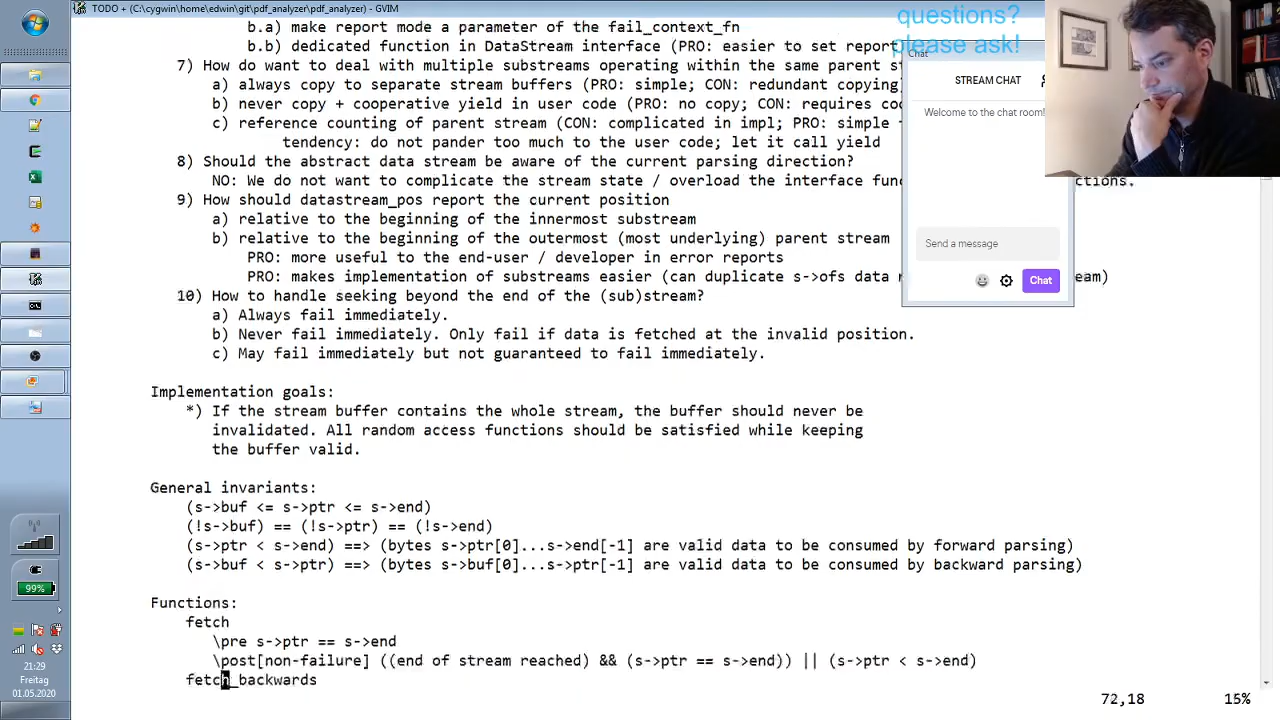 TODO + (C:\cygwin\home\edwin\git\pdf_analyzer\pdf_analyzer) - GVIM
questions?
please ask!
b.a) make report mode a parameter of the fail_context_fn
b.b) dedicated function in DataStream interface (PRO: easier to set report
7) How do want to deal with multiple substreams operating within the same parent st
a) always copy to separate stream buffers (PRO: simple; CON: redundant copying)
b) never copy + cooperative yield in user code (PRO: no copy; CON: requires co
c) reference counting of parent stream (CON: complicated in impl; PRO: simple
tendency: do not pander too much to the user code; let it call yield
8) Should the abstract data stream be aware of the current parsing direction?
NO: We do not want to complicate the stream state / overload the interface func ctions.
9) How should datastream_pos report the current position
a) relative to the beginning of the innermost substream
b) relative to the beginning of the outermost (most underlying) parent stream
PRO: more useful to the end-user / developer in error reports
PRO: makes implementation of substreams easier (can duplicate s->ofs data eam)
10) How to handle seeking beyond the end of the (sub)stream?
a) Always fail immediately.
b) Never fail immediately. Only fail if data is fetched at the invalid position.
c) May fail immediately but not guaranteed to fail immediately.
Implementation goals:
*) If the stream buffer contains the whole stream, the buffer should never be
invalidated. All random access functions should be satisfied while keeping
the buffer valid.
General invariants:
(s->buf <= s->ptr <= s->end)
(!s->buf) == (!s->ptr) == (!s->end)
(s->ptr < s->end) ==> (bytes s->ptr[0]...s->end[-1] are valid data to be consumed by forward parsing)
(s->buf < s->ptr) ==> (bytes s->buf[0]...s->ptr[-1] are valid data to be consumed by backward parsing)
Functions:
fetch
\pre s->ptr == s->end
\post[non-failure] ((end of stream reached) && (s->ptr == s->end)) || (s->ptr < s->end)
fetch_backwards
72,18 15%
Chat
STREAM CHAT
Welcome to the chat room!
Send a message
Chat
99%
21:29
Freitag
01.05.2020